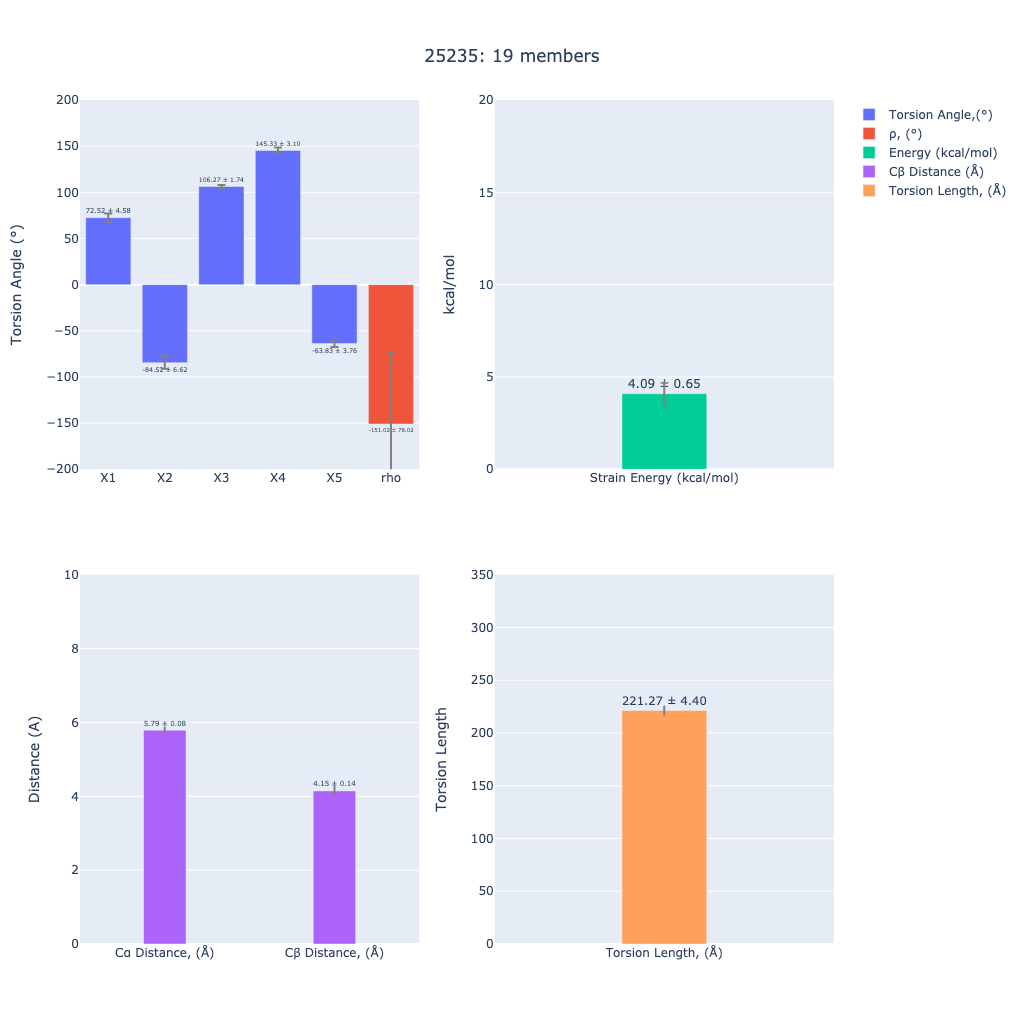 25235: 19 members
Torsion Angle (°)
200
150
100
50
0
−50
−100
−150
−200
72.52 ± 4.58
-84.52 ± 6.62
106.27 ± 1.74
145.33 ± 3.10
-63.83 ± 3.76
-151.02 ± 78.02
X1
X2
X3
X4
X5
rho
kcal/mol
20
15
10
5
0
4.09 ± 0.65
Strain Energy (kcal/mol)
Torsion Angle,(°)
ρ, (°)
Energy (kcal/mol)
Cβ Distance (Å)
Torsion Length, (Å)
Distance (A)
10
8
6
4
2
0
5.79 ± 0.08
4.15 ± 0.14
Cα Distance, (Å)
Cβ Distance, (Å)
Torsion Length
350
300
250
200
150
100
50
0
221.27 ± 4.40
Torsion Length, (Å)